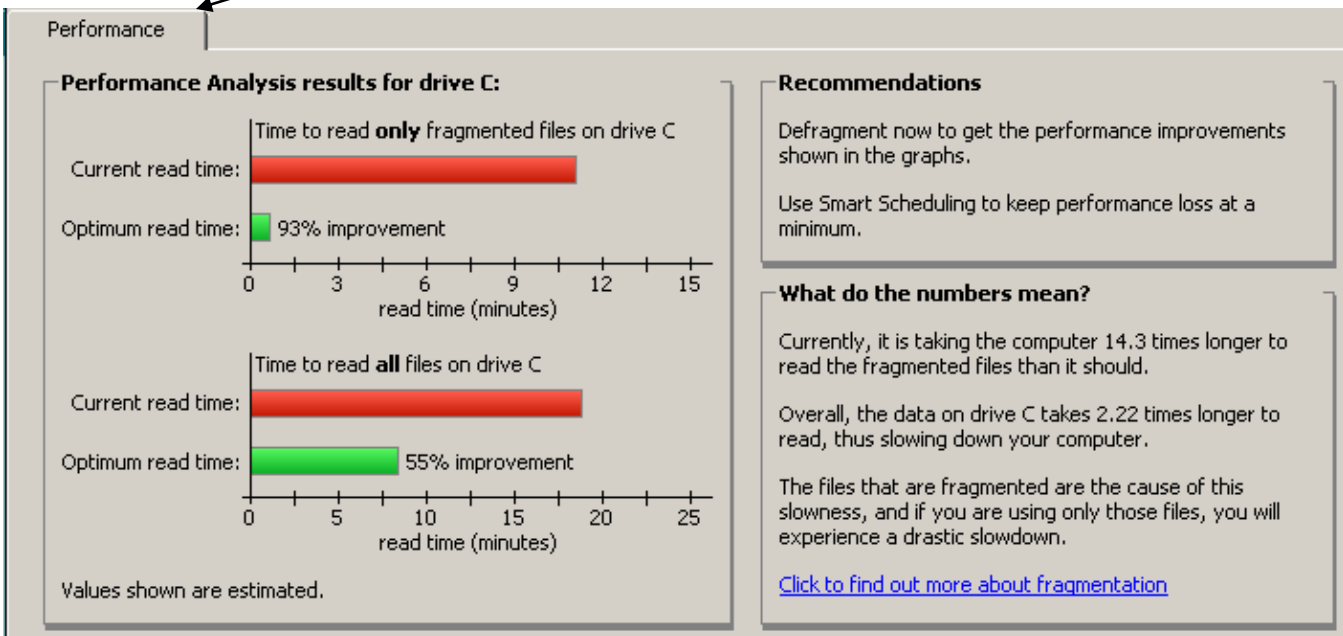 Performance
Performance Analysis results for drive C:
Time to read only fragmented files on drive C
Current read time:
Optimum read time:
93% improvement
0 3 6 9 12 15
read time (minutes)
Time to read all files on drive C
Current read time:
Optimum read time:
55% improvement
0 5 10 15 20 25
read time (minutes)
Values shown are estimated.
Recommendations
Defragment now to get the performance improvements
shown in the graphs.
Use Smart Scheduling to keep performance loss at a
minimum.
What do the numbers mean?
Currently, it is taking the computer 14.3 times longer to
read the fragmented files than it should.
Overall, the data on drive C takes 2.22 times longer to
read, thus slowing down your computer.
The files that are fragmented are the cause of this
slowness, and if you are using only those files, you will
experience a drastic slowdown.
Click to find out more about fragmentation